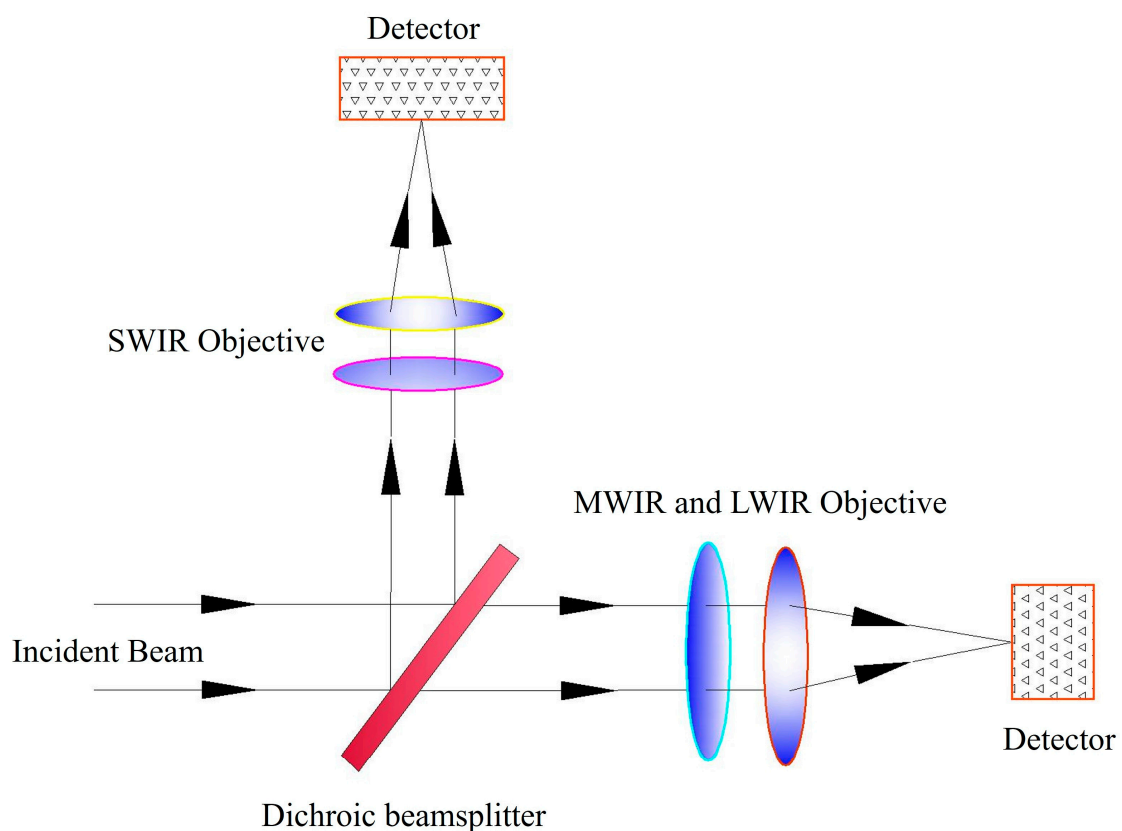 Detector
SWIR Objective
MWIR and LWIR Objective
Incident Beam
Detector
Dichroic beamsplitter